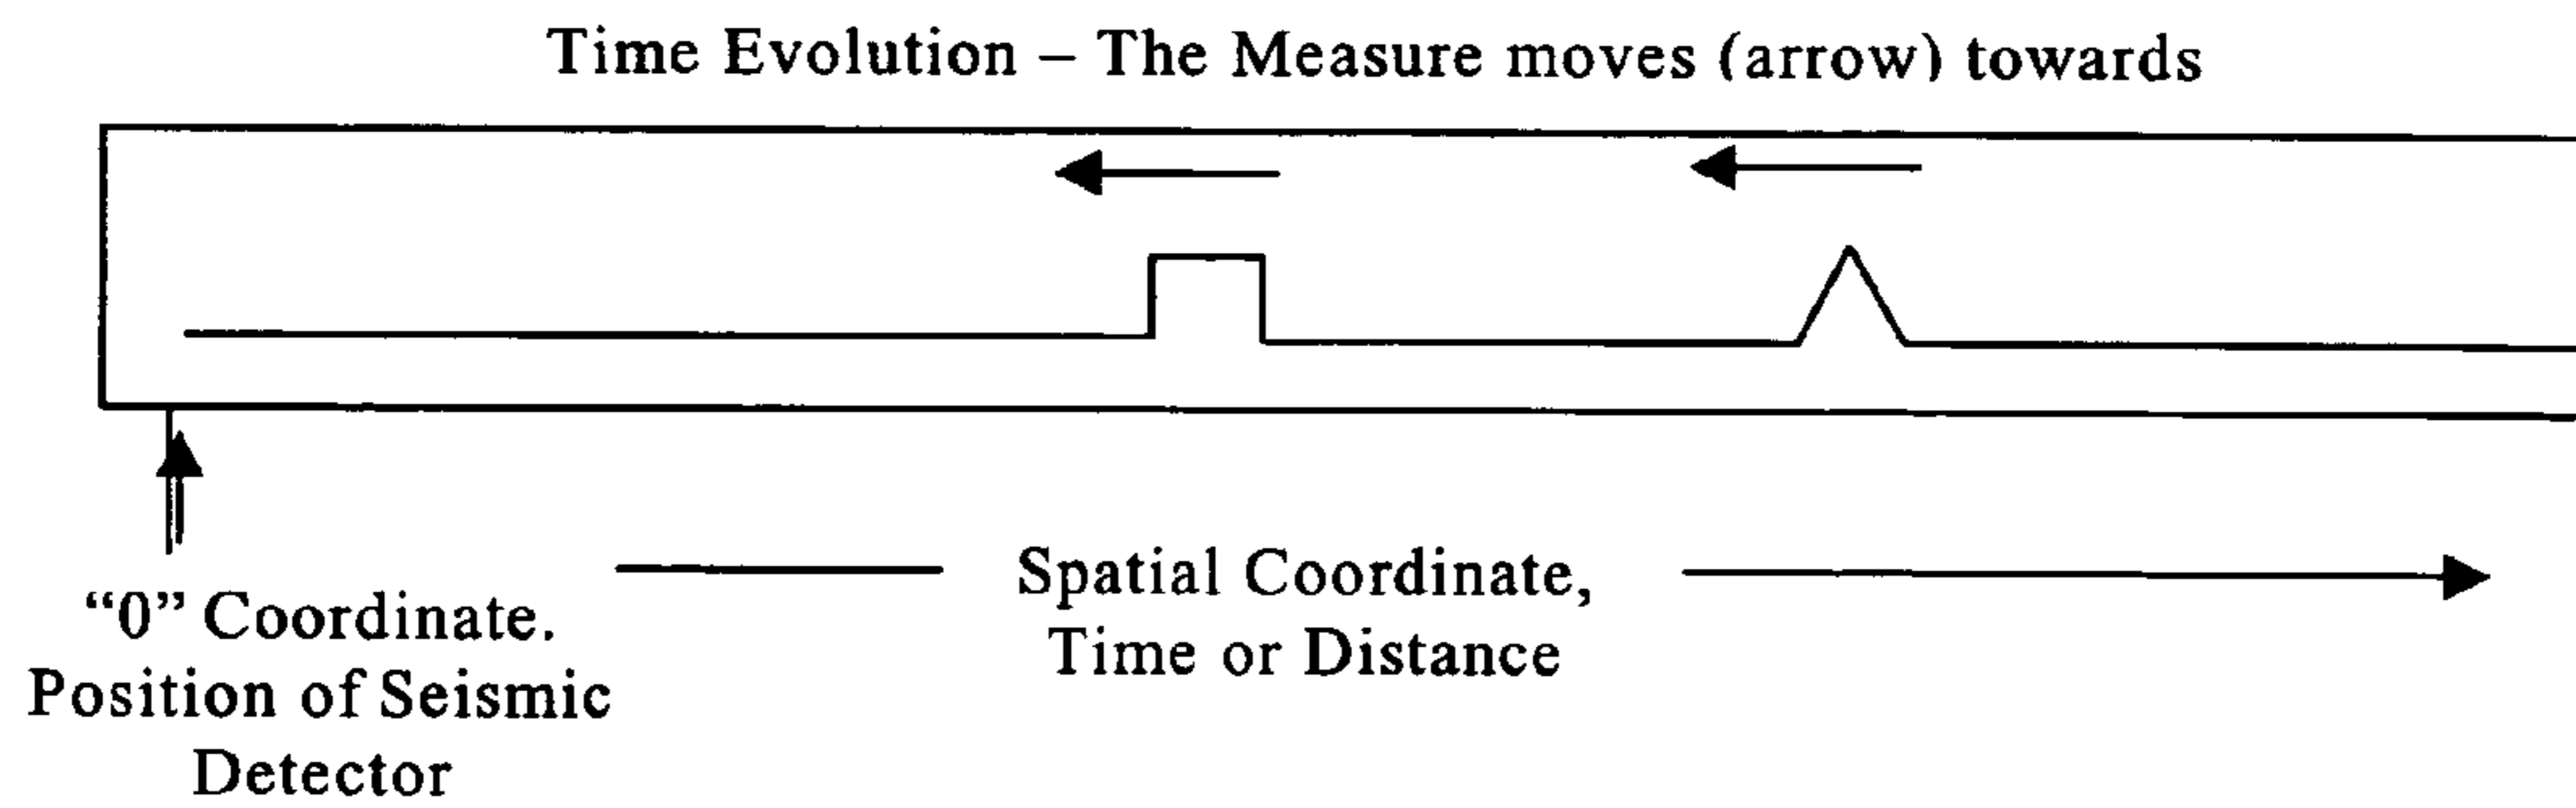 Time Evolution – The Measure moves (arrow) towards
“0” Coordinate.
Position of Seismic
Detector
Spatial Coordinate,
Time or Distance